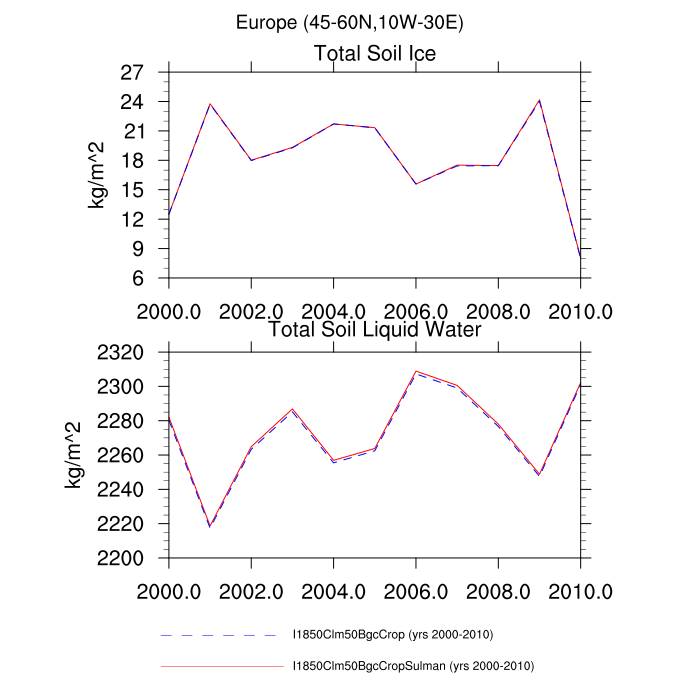 Europe (45-60N,10W-30E)
Total Soil Ice
27
24
21
18
15
12
9
6
kg/m^2
2000.0 2002.0 2004.0 2006.0 2008.0 2010.0
Total Soil Liquid Water
2320
2300
2280
2260
2240
2220
2200
kg/m^2
2000.0 2002.0 2004.0 2006.0 2008.0 2010.0
I1850Clm50BgcCrop (yrs 2000-2010)
I1850Clm50BgcCropSulman (yrs 2000-2010)